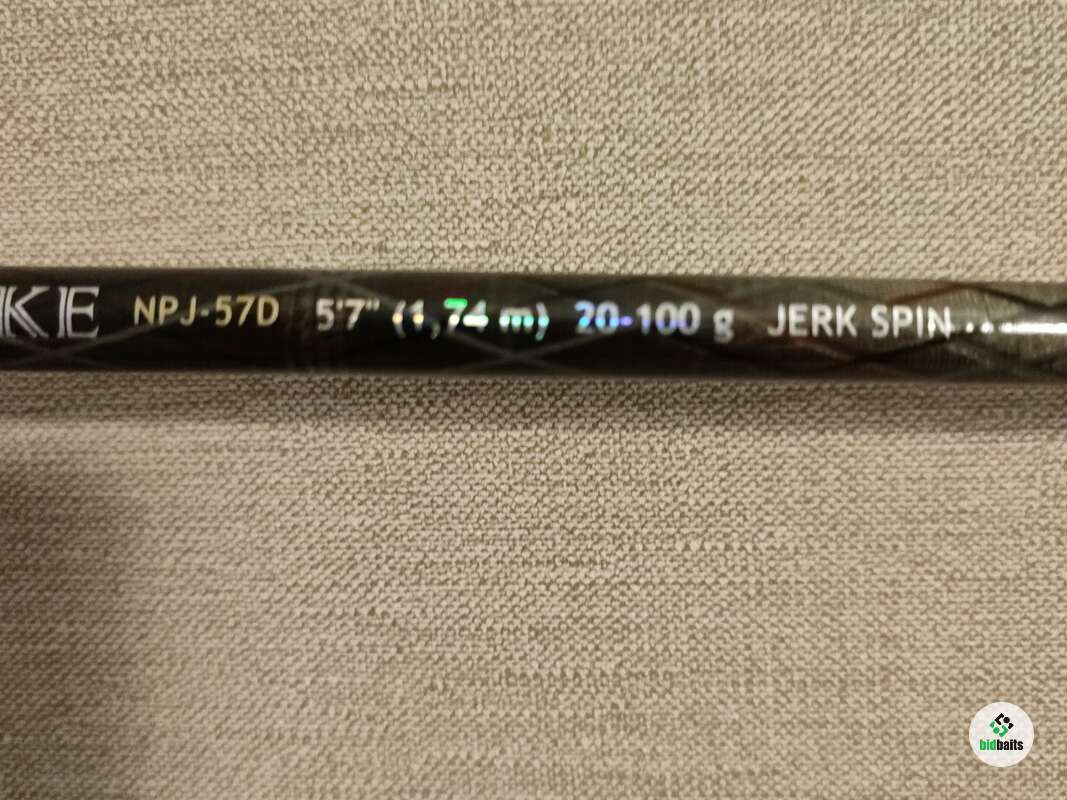 KE NPJ-57D 5'7" (1,74 m) 20-100 g JERK SPIN
bidbaits